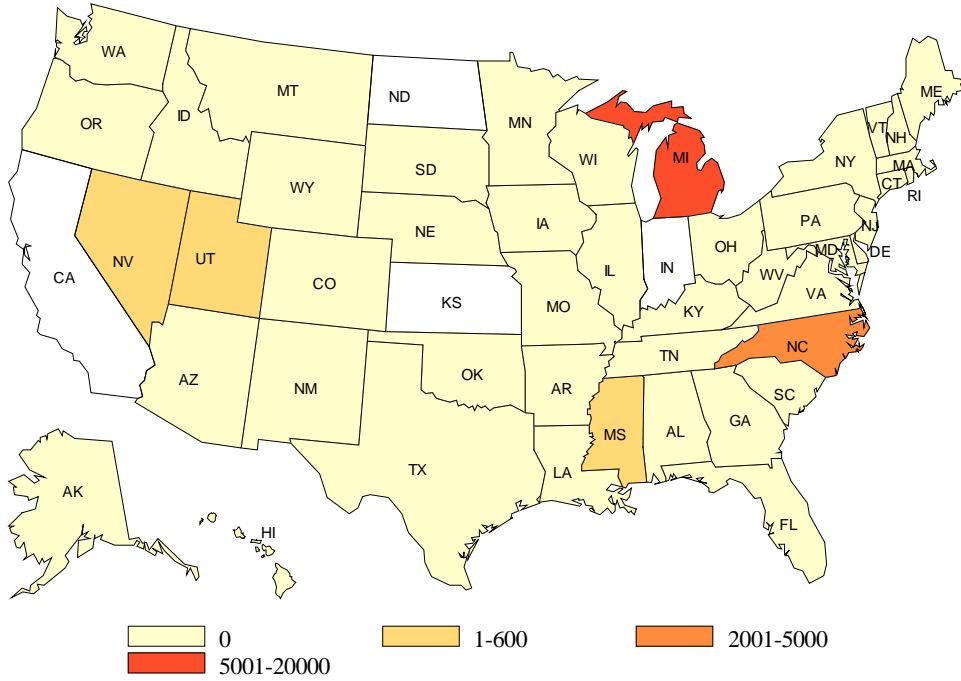 WA
MT
ND
MN
ME
OR
ID
WI
VT
NH
SD
MI
NY
MA
WY
CT
RI
IA
PA
NE
NJ
NV
UT
OH
MD
DE
CA
IL
IN
CO
WV
VA
KS
MO
KY
NC
TN
AZ
OK
NM
AR
SC
MS
AL
GA
TX
LA
AK
FL
HI
0
1-600
2001-5000
5001-20000